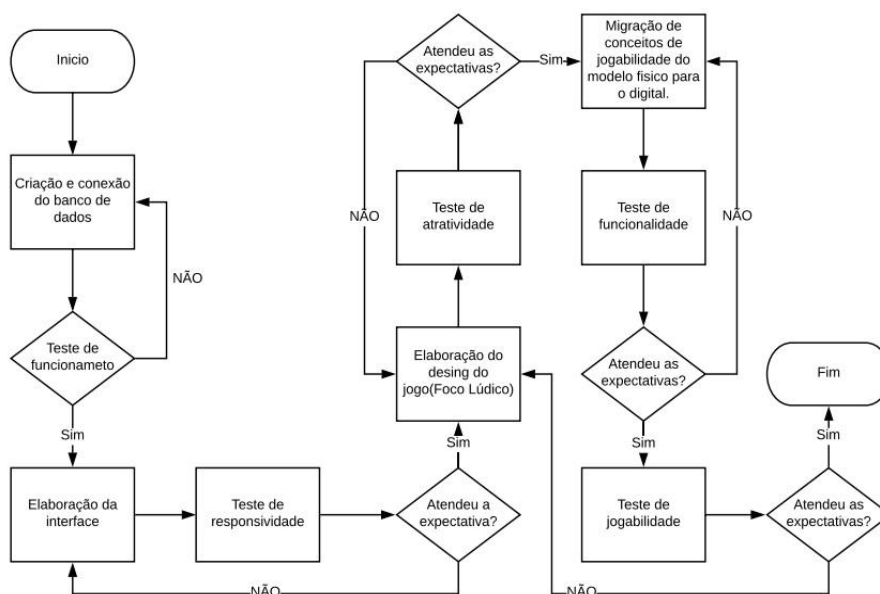 Inicio
Criação e conexão
do banco de
dados
NÃO
Teste de
funcionameto
Sim
Elaboração da
interface
Teste de
responsividade
Atendeu a
expectativa?
NÃO
Sim
Elaboração do
desing do
jogo(Foco Lúdico)
Teste de
atratividade
NÃO
Atendeu as
expectativas?
Sim
Migração de
conceitos de
jogabilidade do
modelo fisico para
o digital.
Teste de
funcionalidade
NÃO
Atendeu as
expectativas?
Sim
Teste de
jogabilidade
Atendeu as
expectativas?
NÃO
Sim
Fim